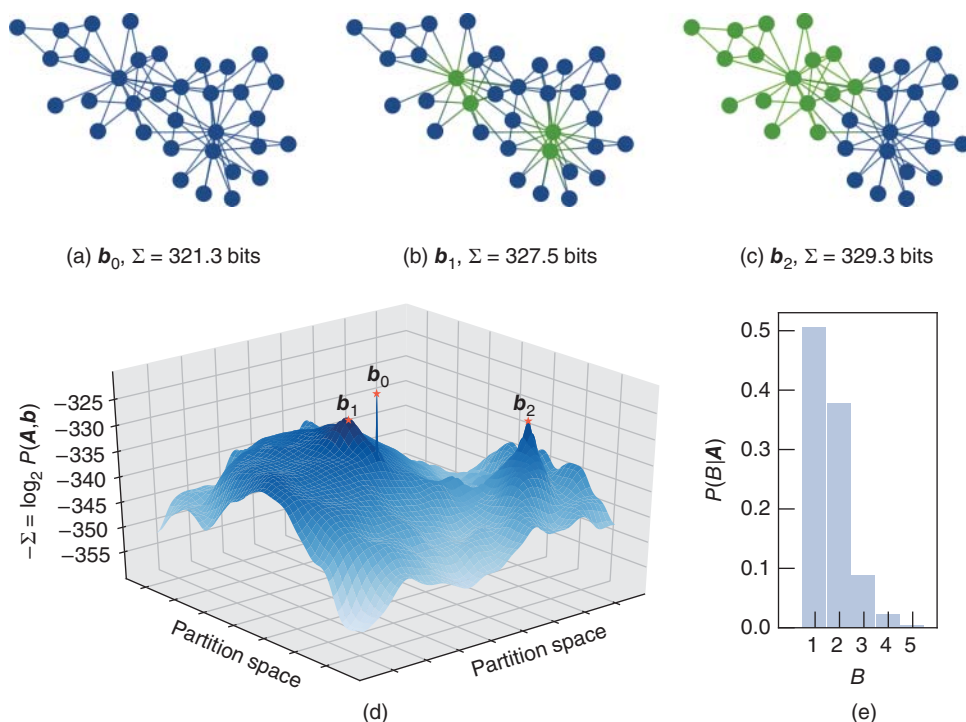 (a) b₀, Σ = 321.3 bits
(b) b₁, Σ = 327.5 bits
(c) b₂, Σ = 329.3 bits
−Σ = log₂ P(A,b)
−325
−330
−335
−340
−345
−350
−355
b₀
b₁
b₂
Partition space
Partition space
(d)
P(B|A)
0.5
0.4
0.3
0.2
0.1
0.0
1 2 3 4 5
B
(e)